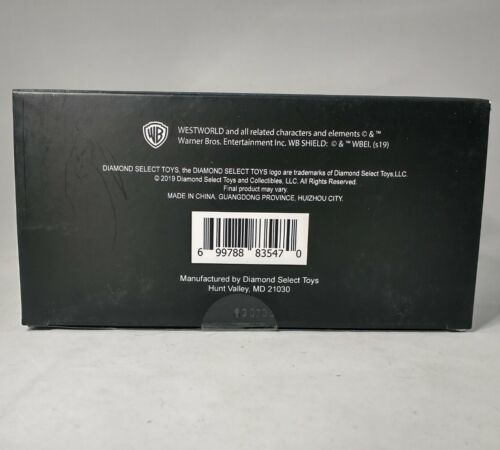 WB
WESTWORLD and all related characters and elements © & ™
Warner Bros. Entertainment Inc. WB SHIELD: © & ™ WBEI. (s19)
DIAMOND SELECT TOYS, the DIAMOND SELECT TOYS logo are trademarks of Diamond Select Toys,LLC.
© 2019 Diamond Select Toys and Collectibles, LLC. All Rights Reserved.
Final product may vary.
MADE IN CHINA, GUANGDONG PROVINCE, HUIZHOU CITY.
6 99788 83547 0
Manufactured by Diamond Select Toys
Hunt Valley, MD 21030